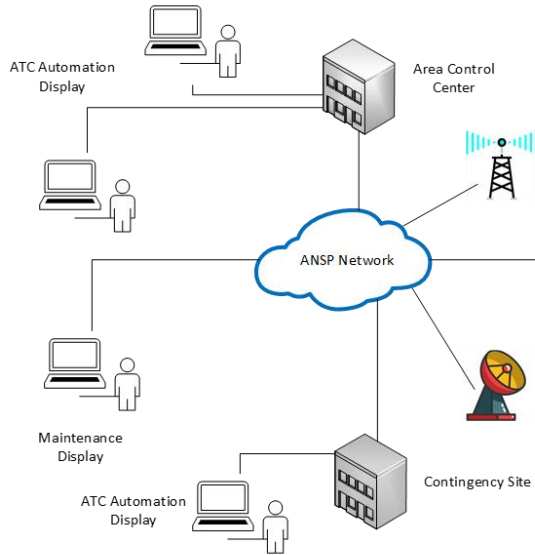 ATC Automation
Display
Area Control
Center
ANSP Network
Maintenance
Display
ATC Automation
Display
Contingency Site